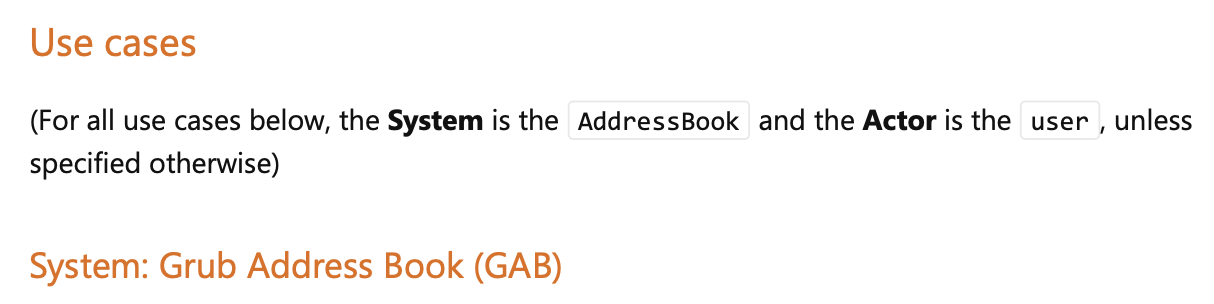 Use cases
(For all use cases below, the System is the AddressBook and the Actor is the user, unless
specified otherwise)
System: Grub Address Book (GAB)